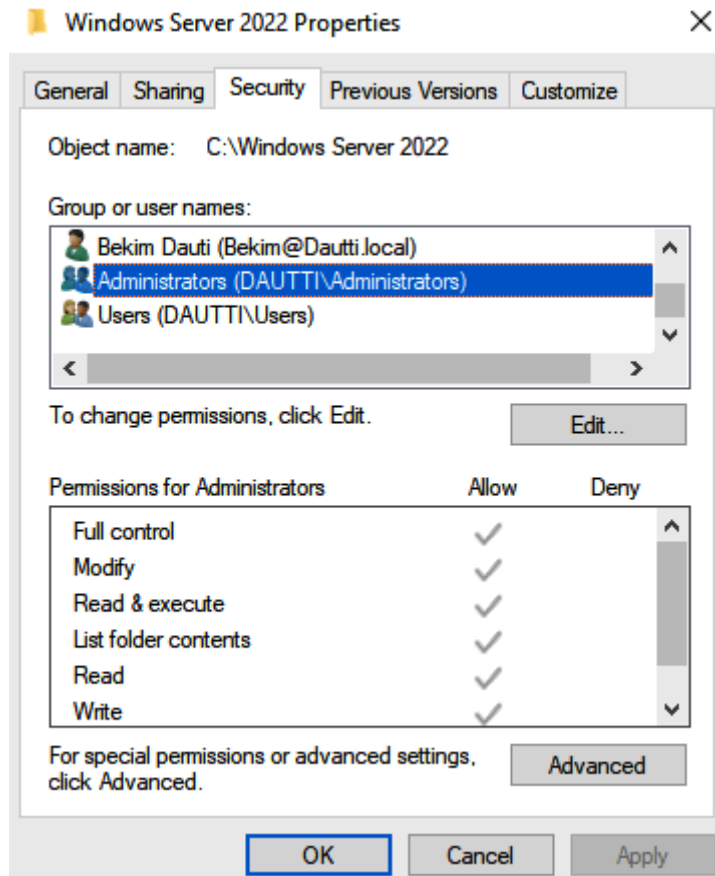 Windows Server 2022 Properties
General Sharing Security Previous Versions Customize
Object name: C:\Windows Server 2022
Group or user names:
Bekim Dauti (Bekim@Dautti.local)
Administrators (DAUTTI\Administrators)
Users (DAUTTI\Users)
To change permissions, click Edit.
Edit...
Permissions for Administrators Allow Deny
Full control
Modify
Read & execute
List folder contents
Read
Write
For special permissions or advanced settings,
click Advanced.
Advanced
OK Cancel Apply